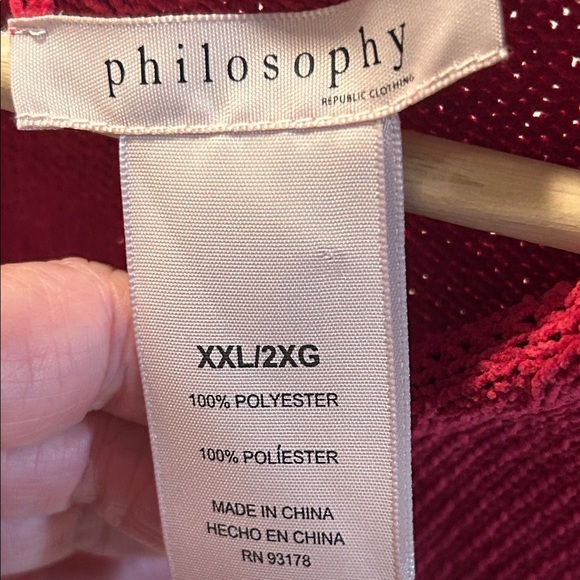 philosophy
REPUBLIC CLOTHING
XXL/2XG
100% POLYESTER
100% POLÍESTER
MADE IN CHINA
HECHO EN CHINA
RN 93178